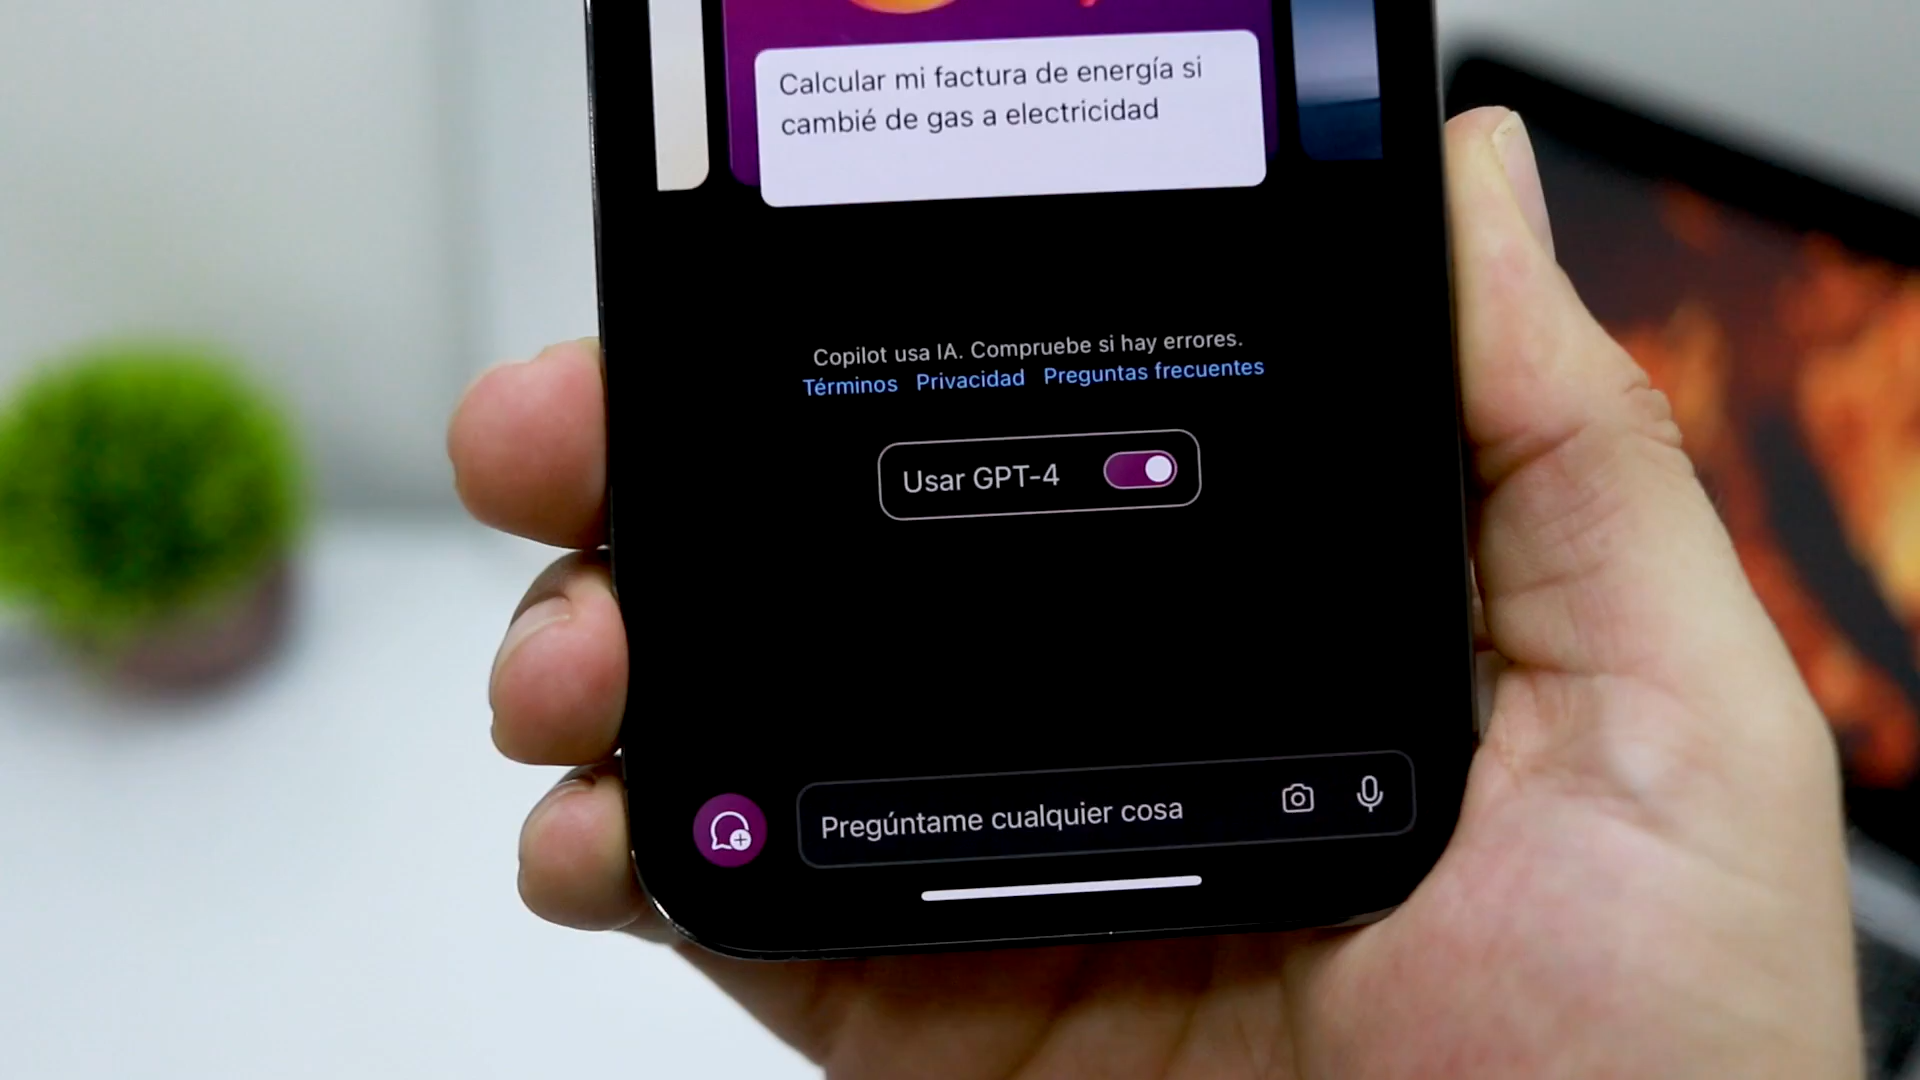 Calcular mi factura de energía si
cambié de gas a electricidad
Copilot usa IA. Compruebe si hay errores.
Términos Privacidad Preguntas frecuentes
Usar GPT-4
Pregúntame cualquier cosa